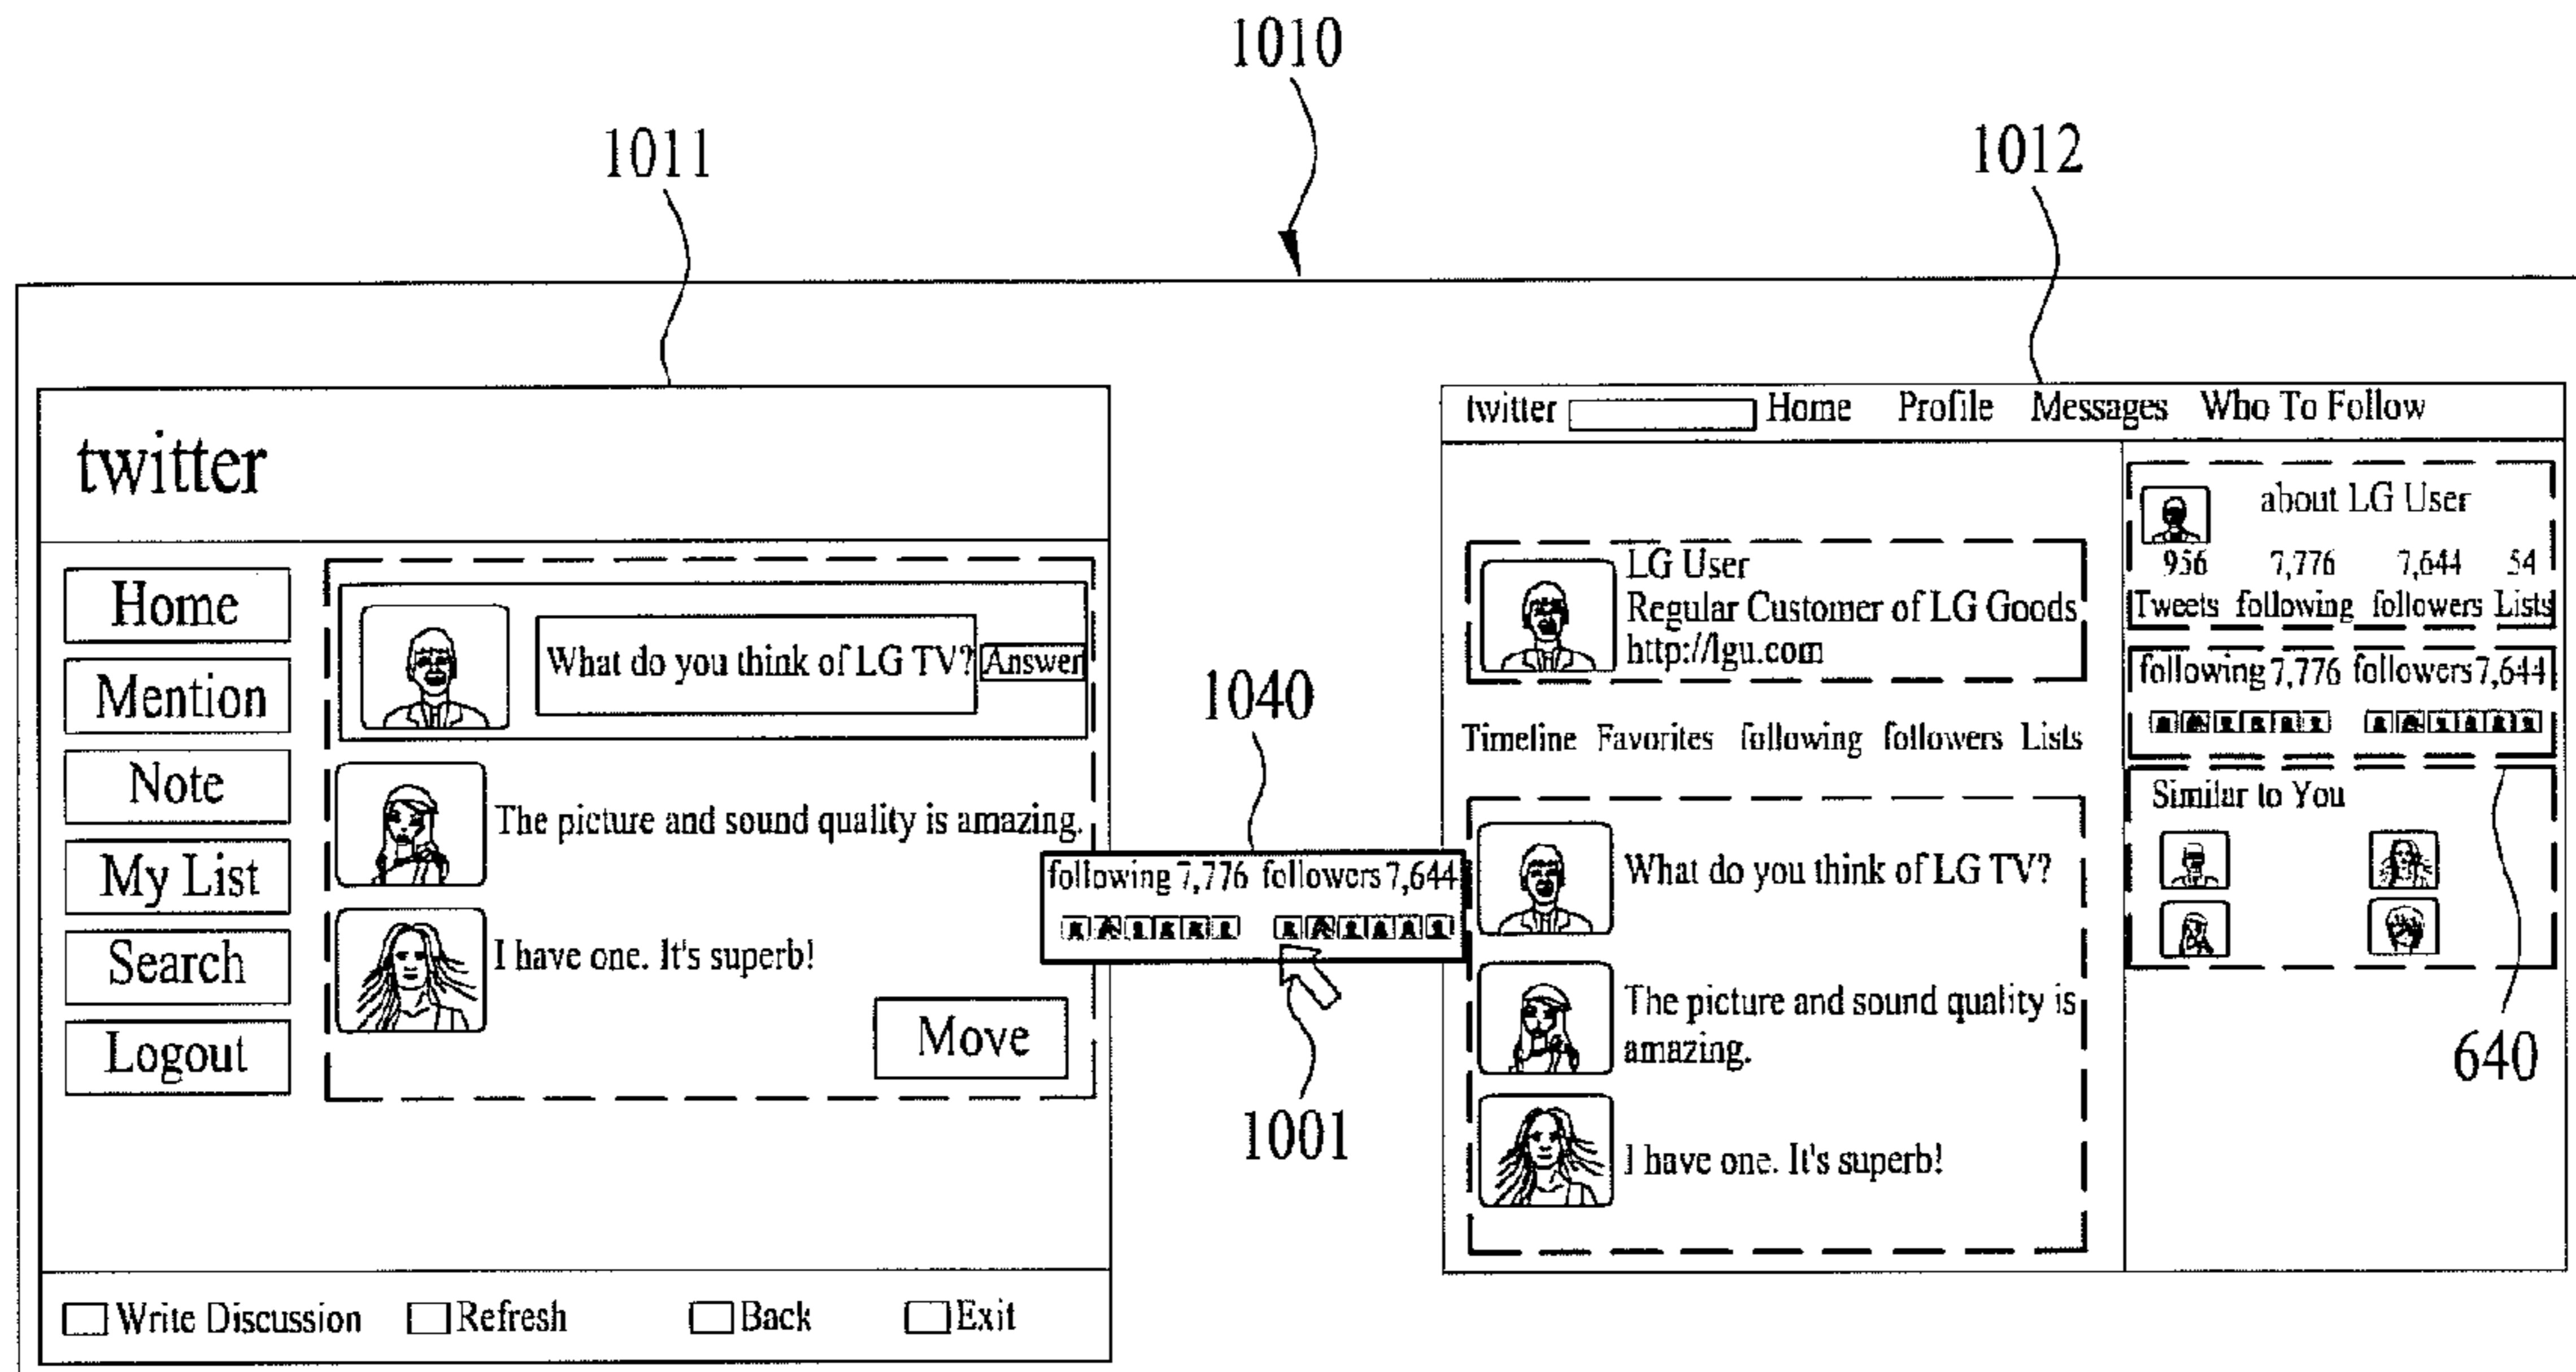 1010
1011
1012
twitter
Home
Mention
Note
My List
Search
Logout
What do you think of LG TV?
Answer
The picture and sound quality is amazing.
I have one. It's superb!
Move
Write Discussion
Refresh
Back
Exit
1040
following 7,776 followers 7,644
1001
twitter Home Profile Messages Who To Follow
LG User
Regular Customer of LG Goods
http://lgu.com
Timeline Favorites following followers Lists
What do you think of LG TV?
The picture and sound quality is
amazing.
I have one. It's superb!
about LG User
956 7,776 7,644 54
Tweets following followers Lists
following 7,776 followers 7,644
Similar to You
640